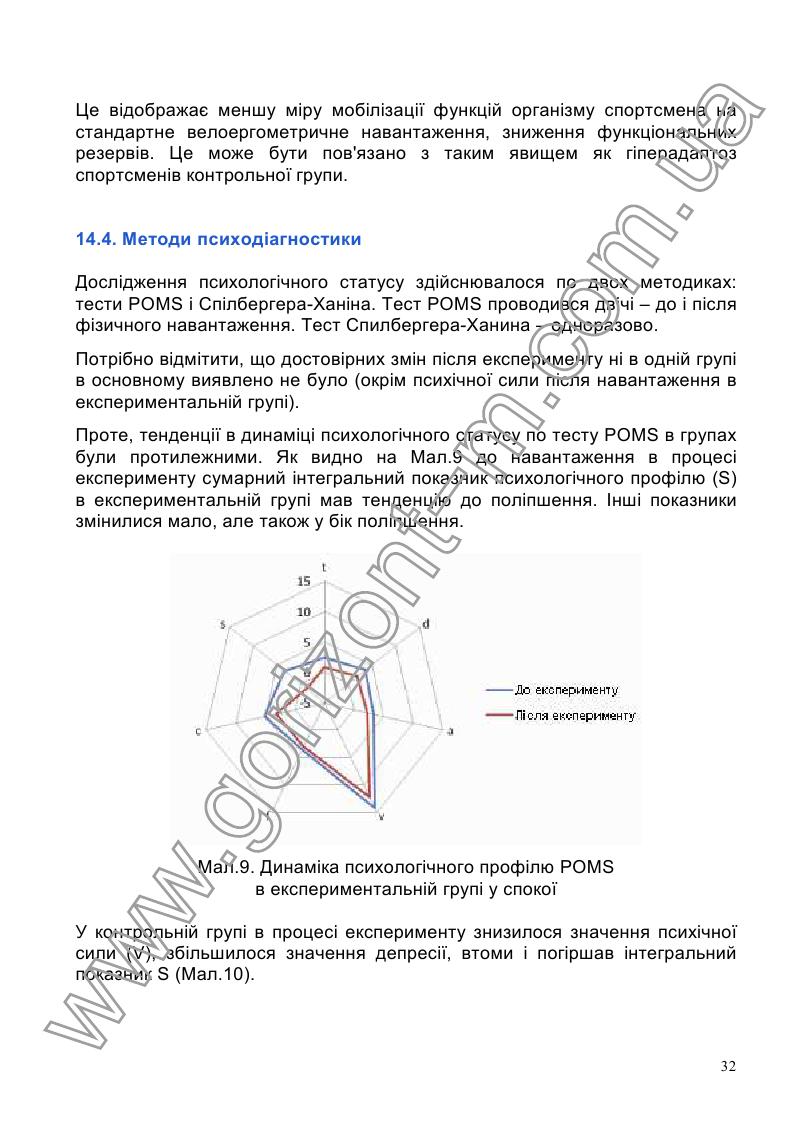 Це відображає меншу міру мобілізації функцій організму спортсмена на
стандартне велоергометричне навантаження, зниження функціональних
резервів. Це може бути пов'язано з таким явищем як гіперадаптоз
спортсменів контрольної групи.
14.4. Методи психодіагностики
Дослідження психологічного статусу здійснювалося по двох методиках:
тести POMS і Спілбергера-Ханіна. Тест POMS проводився двічі – до і після
фізичного навантаження. Тест Спилбергера-Ханина – одноразово.
Потрібно відмітити, що достовірних змін після експерименту ні в одній групі
в основному виявлено не було (окрім психічної сили після навантаження в
експериментальній групі).
Проте, тенденції в динаміці психологічного статусу по тесту POMS в групах
були протилежними. Як видно на Мал.9 до навантаження в процесі
експерименту сумарний інтегральний показник психологічного профілю (S)
в експериментальній групі мав тенденцію до поліпшення. Інші показники
змінилися мало, але також у бік поліпшення.
t
15
10
5
0
-5
s
d
c
a
f
v
До експерименту
Після експерименту
Мал.9. Динаміка психологічного профілю POMS
в експериментальній групі у спокої
У контрольній групі в процесі експерименту знизилося значення психічної
сили (V), збільшилося значення депресії, втоми і погіршав інтегральний
показник S (Мал.10).
32
www.gorizont-m.com.ua